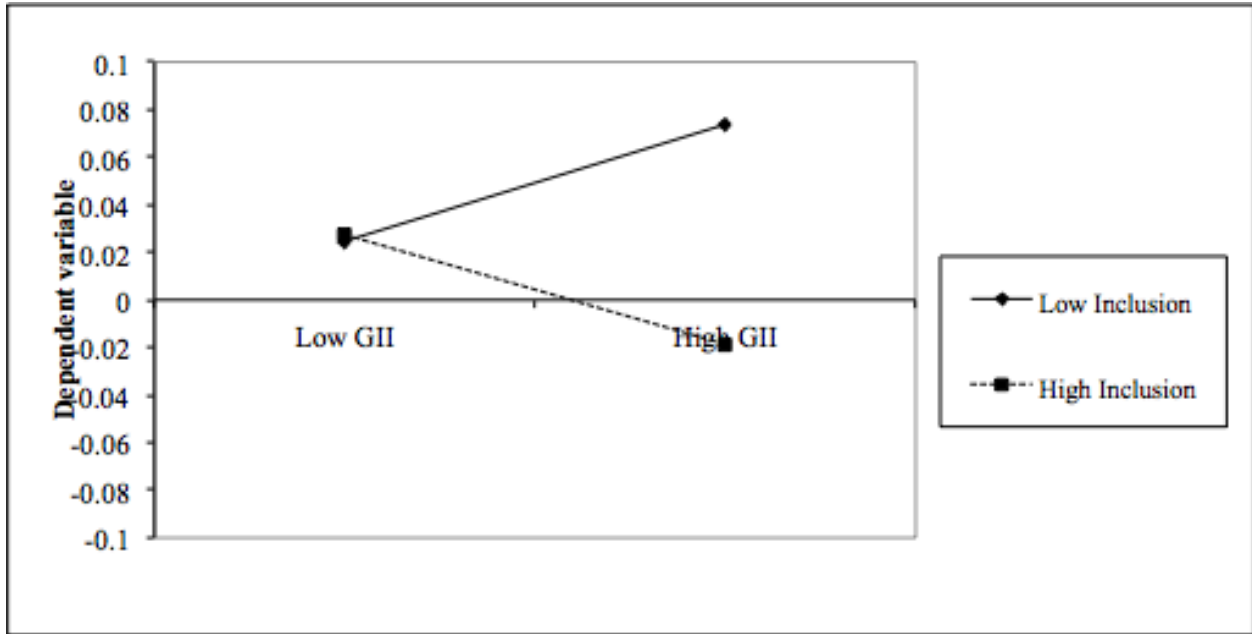 0.1
0.08
0.06
0.04
0.02
0
-0.02
-0.04
-0.06
-0.08
-0.1
Dependent variable
Low GII
High GII
Low Inclusion
High Inclusion